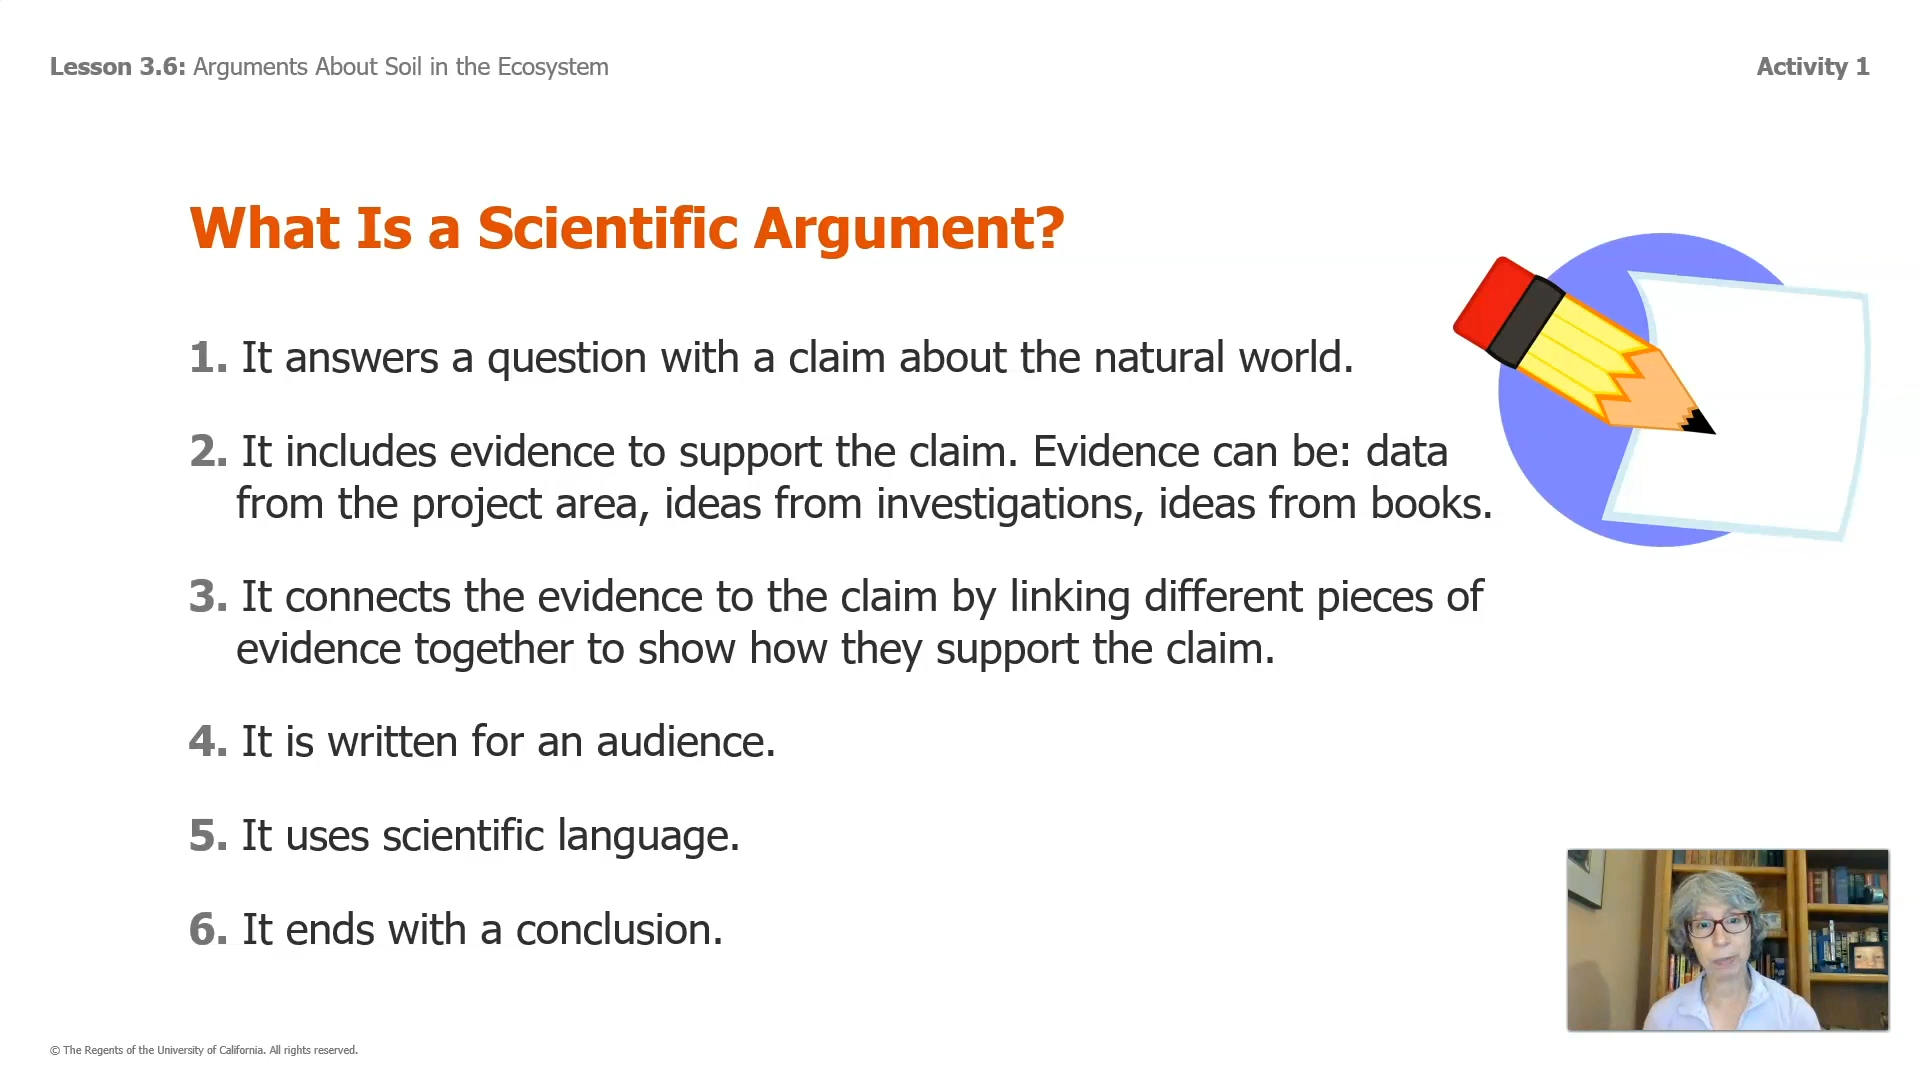 Lesson 3.6: Arguments About Soil in the Ecosystem
Activity 1
What Is a Scientific Argument?
1. It answers a question with a claim about the natural world.
2. It includes evidence to support the claim. Evidence can be: data
from the project area, ideas from investigations, ideas from books.
3. It connects the evidence to the claim by linking different pieces of
evidence together to show how they support the claim.
4. It is written for an audience.
5. It uses scientific language.
6. It ends with a conclusion.
© The Regents of the University of California. All rights reserved.